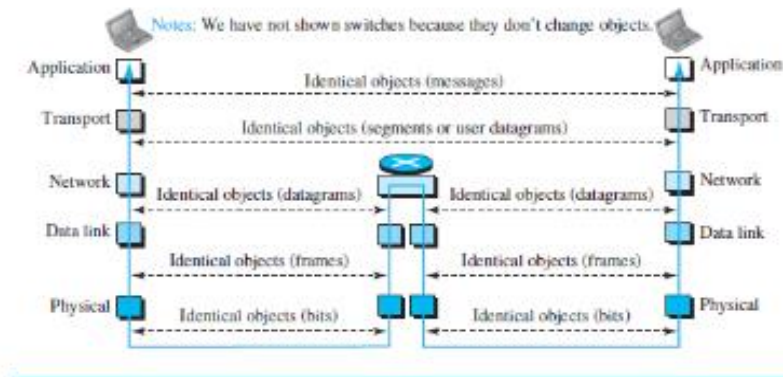 Notes: We have not shown switches because they don't change objects.
Application
Identical objects (messages)
Application
Transport
Identical objects (segments or user datagrams)
Transport
Network
Identical objects (datagrams)
Identical objects (datagrams)
Network
Data link
Data link
Identical objects (frames)
Identical objects (frames)
Physical
Identical objects (bits)
Identical objects (bits)
Physical